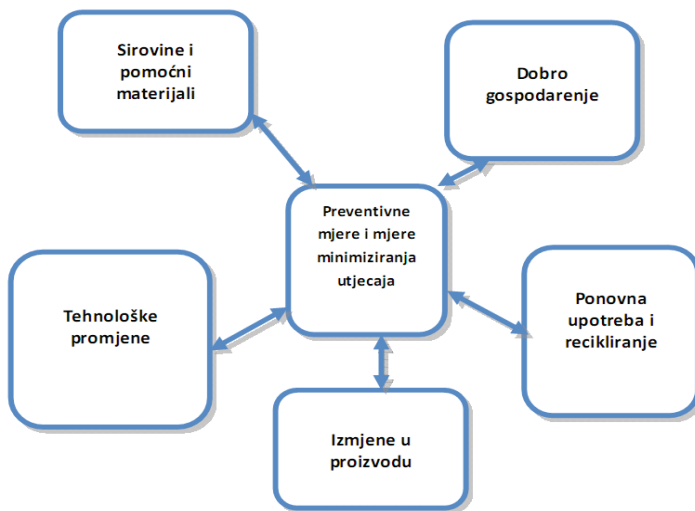 Sirovine i
pomoćni
materijali
Dobro
gospodarenje
Preventivne
mjere i mjere
minimiziranja
utjecaja
Tehnološke
promjene
Ponovna
upotreba i
recikliranje
Izmjene u
proizvodu